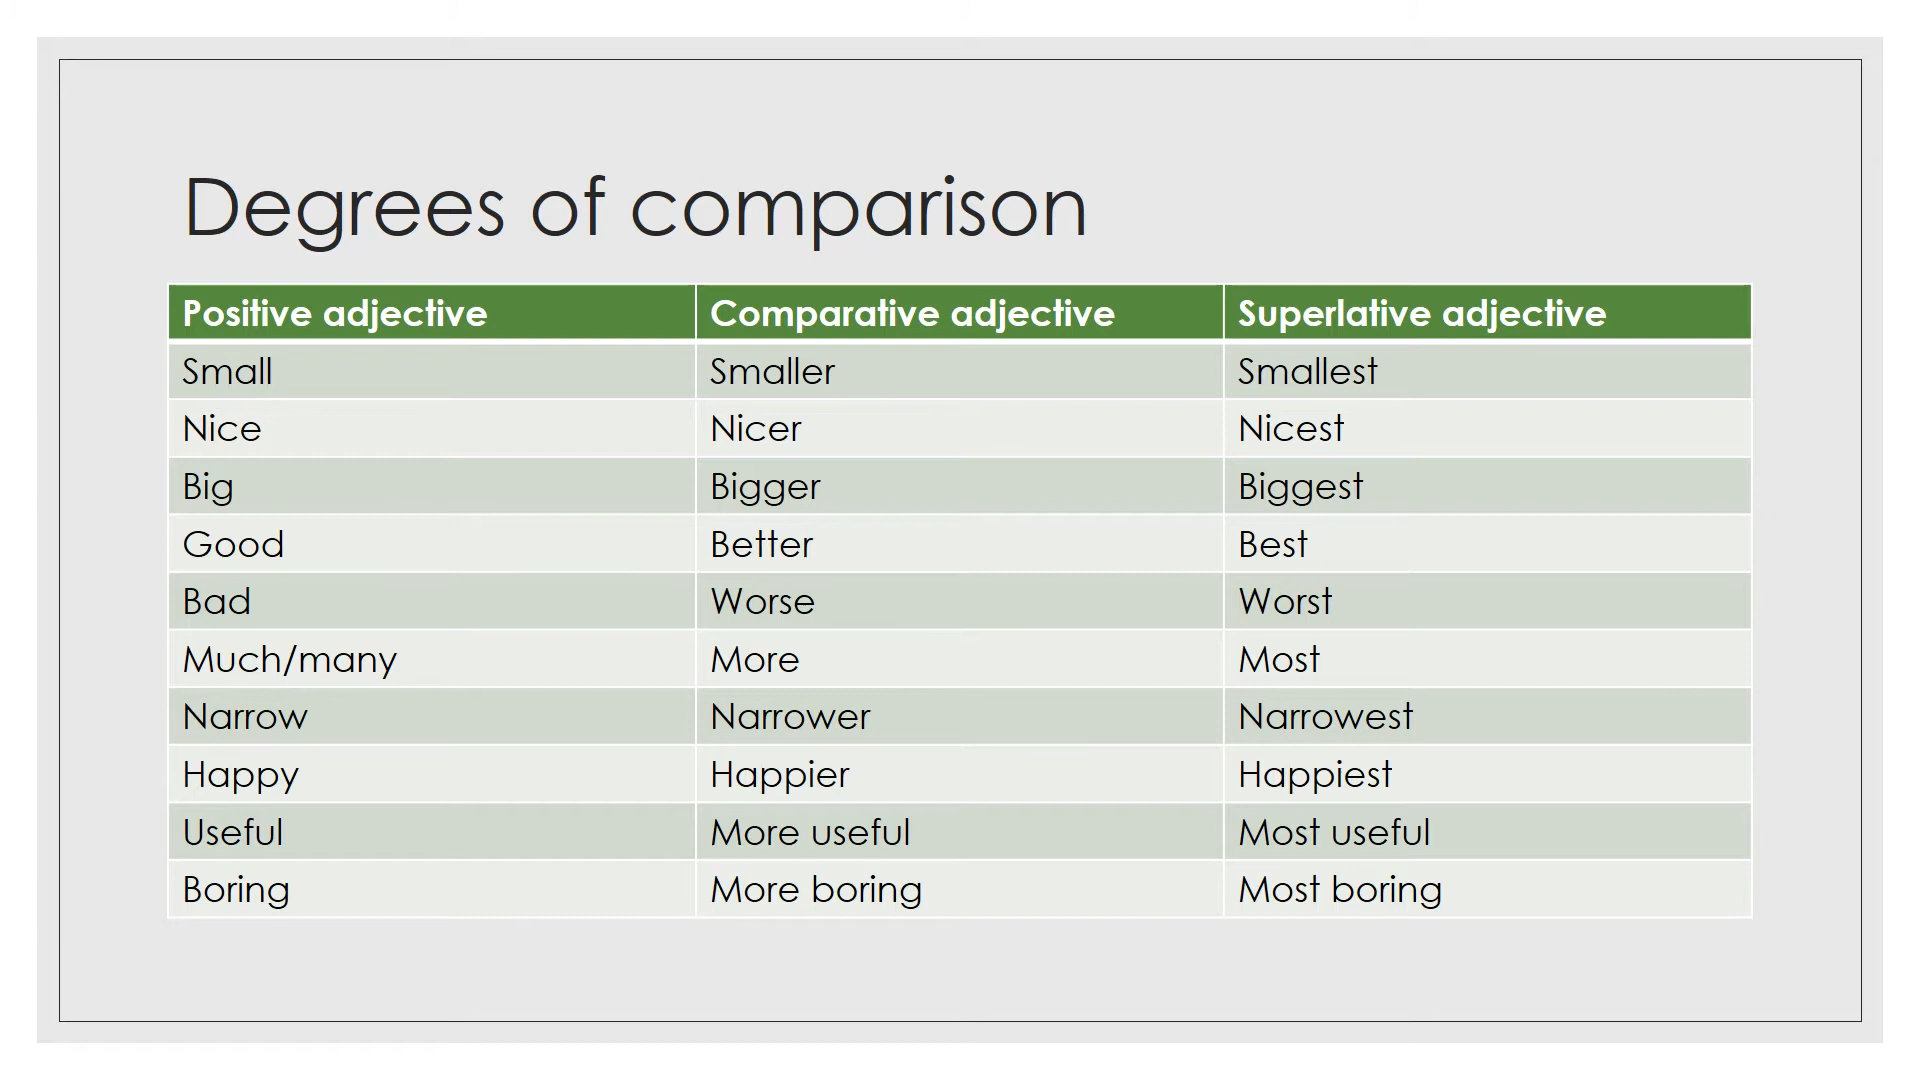 Degrees of comparison
Positive adjective Comparative adjective Superlative adjective
Small Smaller Smallest
Nice Nicer Nicest
Big Bigger Biggest
Good Better Best
Bad Worse Worst
Much/many More Most
Narrow Narrower Narrowest
Happy Happier Happiest
Useful More useful Most useful
Boring More boring Most boring